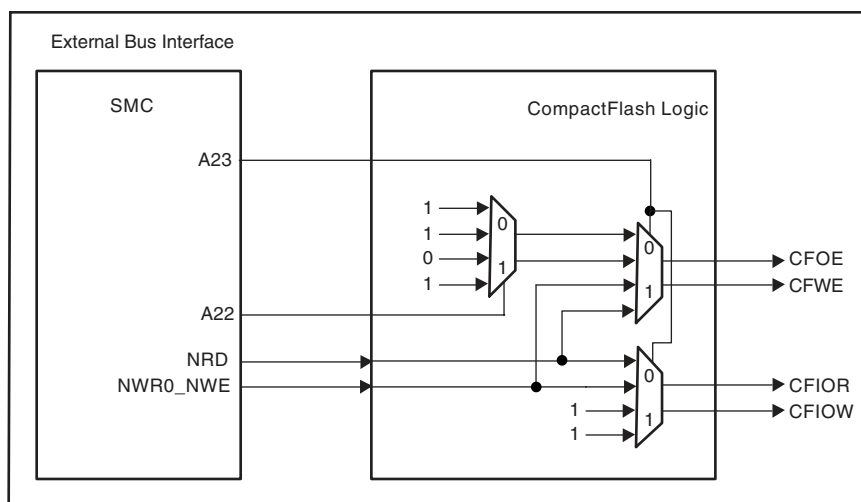 External Bus Interface
SMC
CompactFlash Logic
A23
1
1
0
1
0
1
A22
0
1
CFOE
CFWE
NRD
NWR0_NWE
0
1
1
1
CFIOR
CFIOW